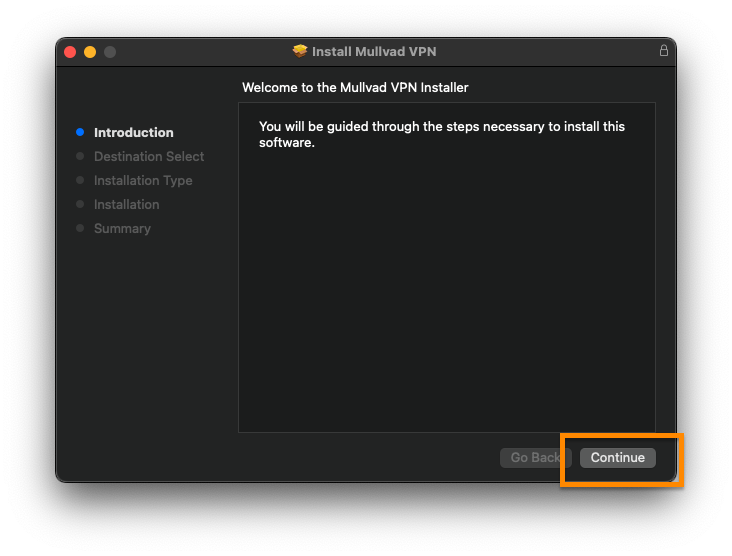 Install Mullvad VPN
Welcome to the Mullvad VPN Installer
Introduction
Destination Select
Installation Type
Installation
Summary
You will be guided through the steps necessary to install this
software.
Go Back
Continue